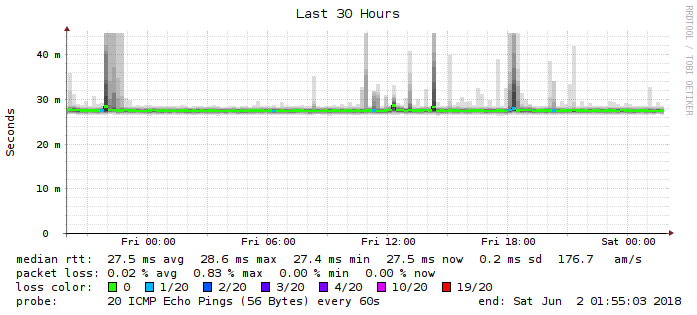 Last 30 Hours
RRDTOOL / TOBI OETIKER
Seconds
40 m
30 m
20 m
10 m
0
Fri 00:00 Fri 06:00 Fri 12:00 Fri 18:00 Sat 00:00
median rtt: 27.5 ms avg 28.6 ms max 27.4 ms min 27.5 ms now 0.2 ms sd 176.7 am/s
packet loss: 0.02 % avg 0.83 % max 0.00 % min 0.00 % now
loss color: 0 1/20 2/20 3/20 4/20 10/20 19/20
probe: 20 ICMP Echo Pings (56 Bytes) every 60s end: Sat Jun 2 01:55:03 2018